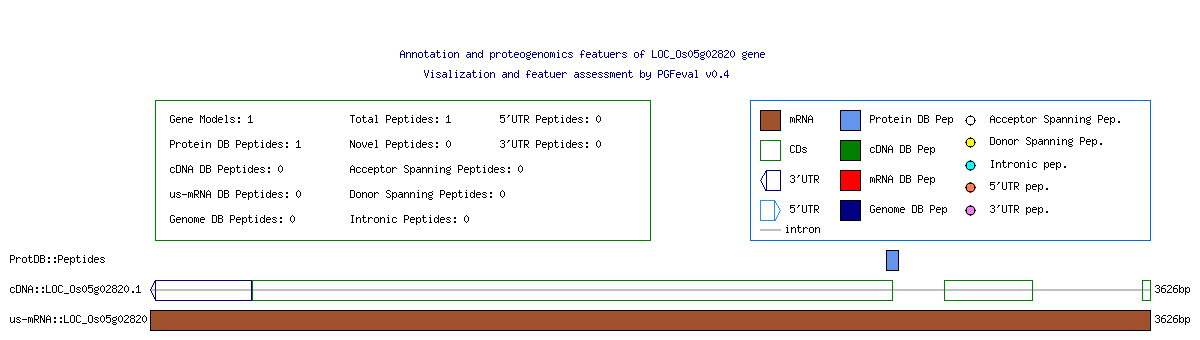 Annotation and proteogenomics featuers of LOC_Os05g02820 gene
Visalization and featuer assessment by PGFeval v0.4
Gene Models: 1 Total Peptides: 1 5'UTR Peptides: 0
Protein DB Peptides: 1 Novel Peptides: 0 3'UTR Peptides: 0
cDNA DB Peptides: 0 Acceptor Spanning Peptides: 0
us-mRNA DB Peptides: 0 Donor Spanning Peptides: 0
Genome DB Peptides: 0 Intronic Peptides: 0
mRNA Protein DB Pep Acceptor Spanning Pep.
CDs cDNA DB Pep Donor Spanning Pep.
3'UTR mRNA DB Pep Intronic pep.
5'UTR Genome DB Pep 5'UTR pep.
intron 3'UTR pep.
ProtDB::Peptides
cDNA::LOC_Os05g02820.1 3626bp
us-mRNA::LOC_Os05g02820 3626bp